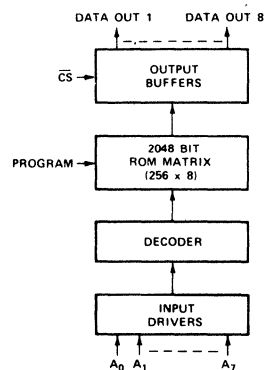 DATA OUT 1 DATA OUT 8
CS
OUTPUT
BUFFERS
PROGRAM
2048 BIT
ROM MATRIX
(256 x 8)
DECODER
INPUT
DRIVERS
A0 A1 A7